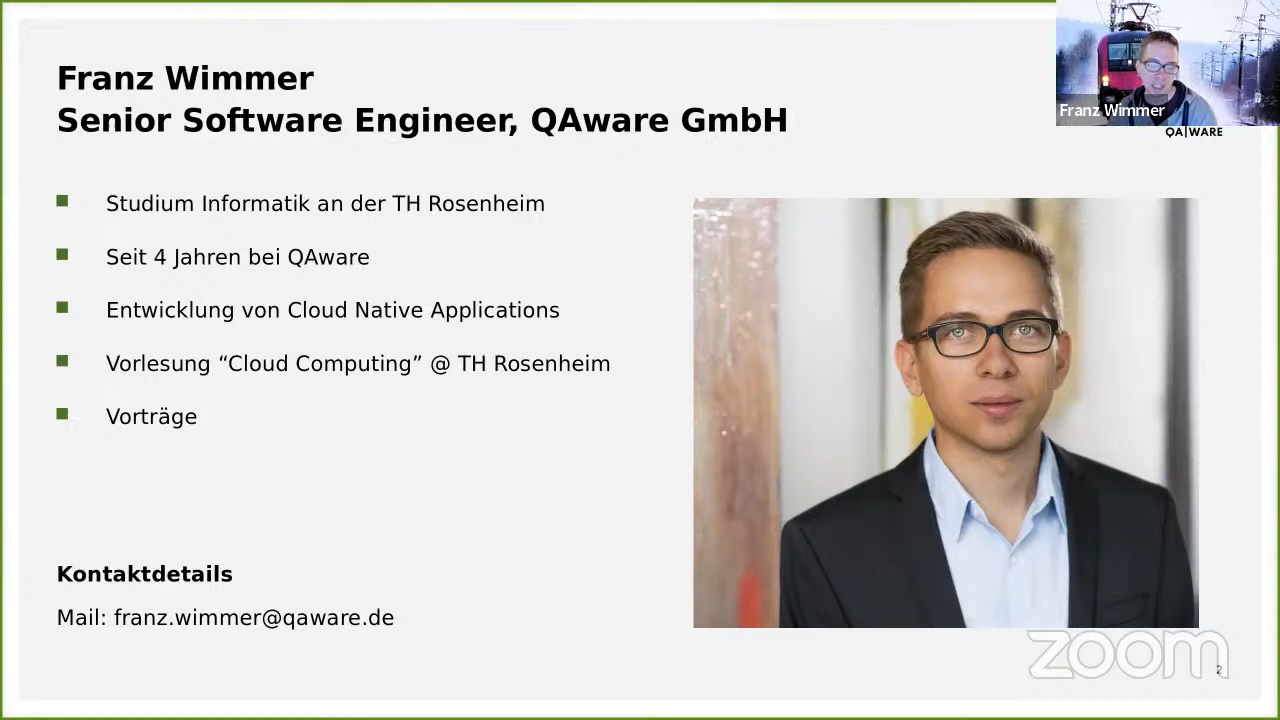 Franz Wimmer
Senior Software Engineer, QAware GmbH
Franz Wimmer
QA|WARE
Studium Informatik an der TH Rosenheim
Seit 4 Jahren bei QAware
Entwicklung von Cloud Native Applications
Vorlesung “Cloud Computing” @ TH Rosenheim
Vorträge
Kontaktdetails
Mail: franz.wimmer@qaware.de
zoom
2